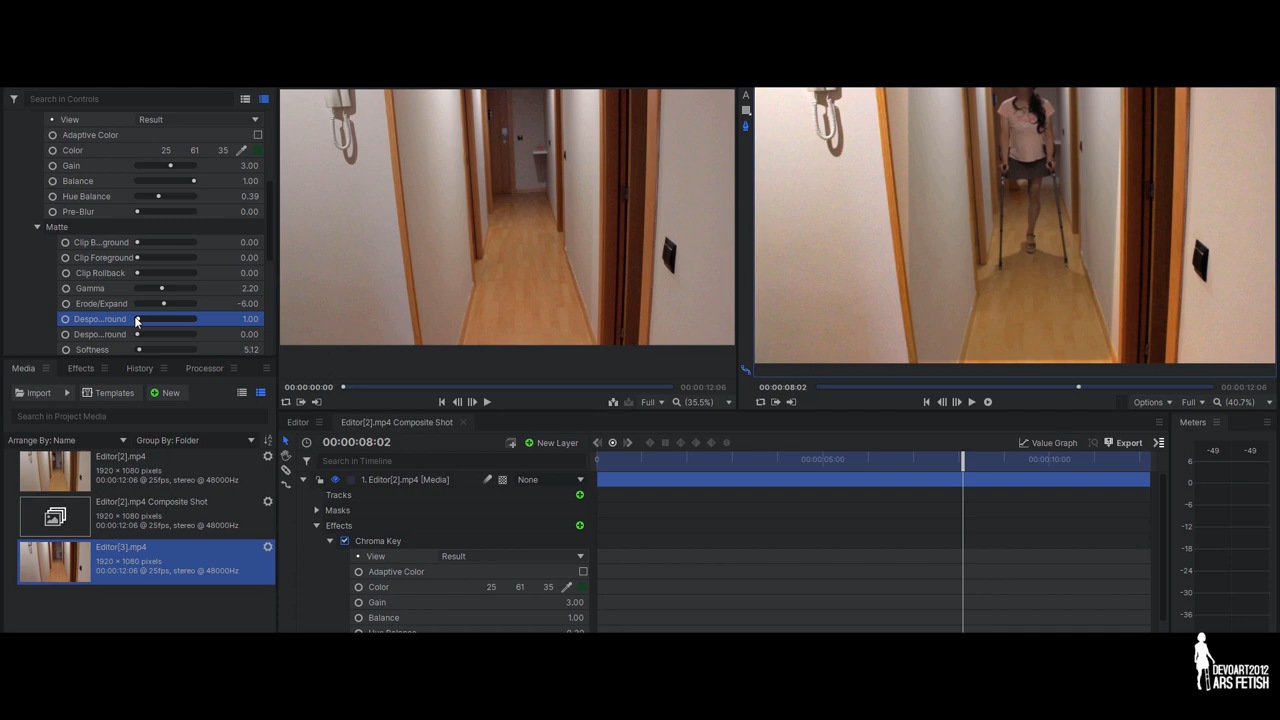 Search in Controls
View Result
Adaptive Color
Color 25 61 35
Gain 3.00
Balance 1.00
Hue Balance 0.39
Pre-Blur 0.00
Matte
Clip B...ground 0.00
Clip Foreground 0.00
Clip Rollback 0.00
Gamma 2.20
Erode/Expand -6.00
Despo...round 1.00
Despo...round 0.00
Softness 5.12
00:00:00:00
00:00:12:06
Full (35.5%)
A
00:00:08:02
00:00:12:06
Options Full (40.7%)
Media Effects History Processor
Import Templates New
Search in Project Media
Arrange By: Name Group By: Folder
Editor[2].mp4
1920 × 1080 pixels
00:00:12:06 @ 25fps, stereo @ 48000Hz
Editor[2].mp4 Composite Shot
1920 × 1080 pixels
00:00:12:06 @ 25fps, stereo @ 48000Hz
Editor[3].mp4
1920 × 1080 pixels
00:00:12:06 @ 25fps, stereo @ 48000Hz
Editor Editor[2].mp4 Composite Shot
00:00:08:02 New Layer Value Graph Export
Search in Timeline
0 00:00:05:00 00:00:10:00
1. Editor[2].mp4 [Media] None
Tracks
Masks
Effects
Chroma Key
View Result
Adaptive Color
Color 25 61 35
Gain 3.00
Balance 1.00
Meters
-49 -49
6
0
-6
-12
-18
-24
-30
-36
DEVOART2012
ARS FETISH